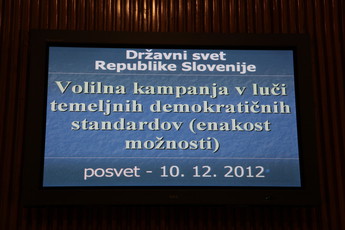 Državni svet
Republike Slovenije
Volilna kampanja v luči
temeljnih demokratičnih
standardov (enakost
možnosti)
posvet - 10. 12. 2012